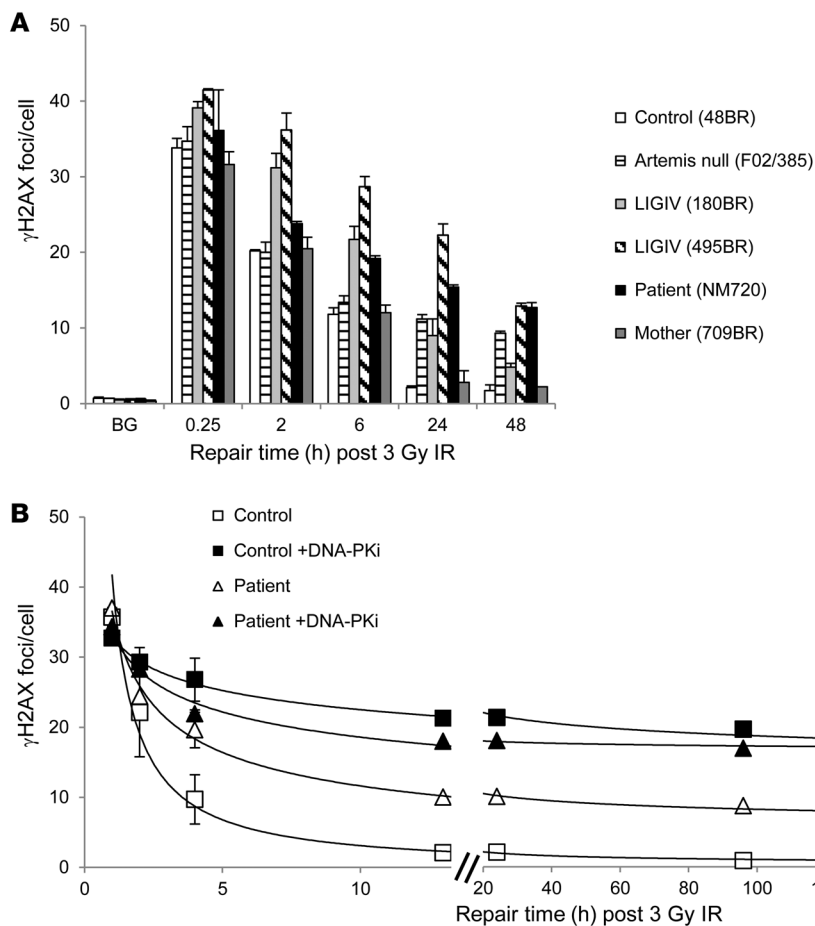 A
50
40
30
20
10
0
γH2AX foci/cell
BG 0.25 2 6 24 48
Repair time (h) post 3 Gy IR
Control (48BR)
Artemis null (F02/385)
LIGIV (180BR)
LIGIV (495BR)
Patient (NM720)
Mother (709BR)
B
50
40
30
20
10
0
γH2AX foci/cell
Control
Control +DNA-PKi
Patient
Patient +DNA-PKi
0 5 10 20 40 60 80 100 1
Repair time (h) post 3 Gy IR